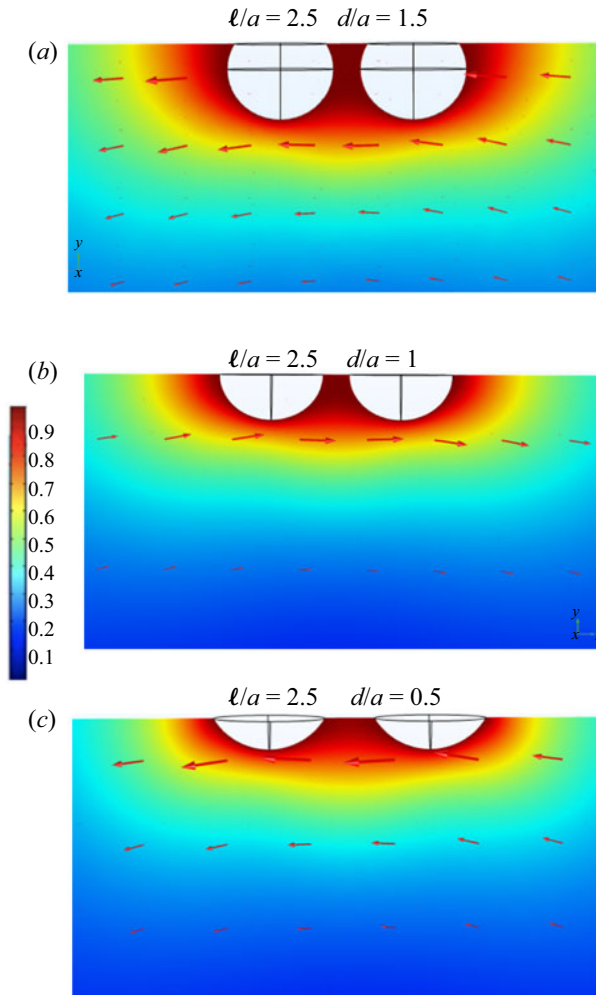 ℓ/a = 2.5 d/a = 1.5
(a)
y
x
ℓ/a = 2.5 d/a = 1
(b)
0.9
0.8
0.7
0.6
0.5
0.4
0.3
0.2
0.1
y
x
ℓ/a = 2.5 d/a = 0.5
(c)